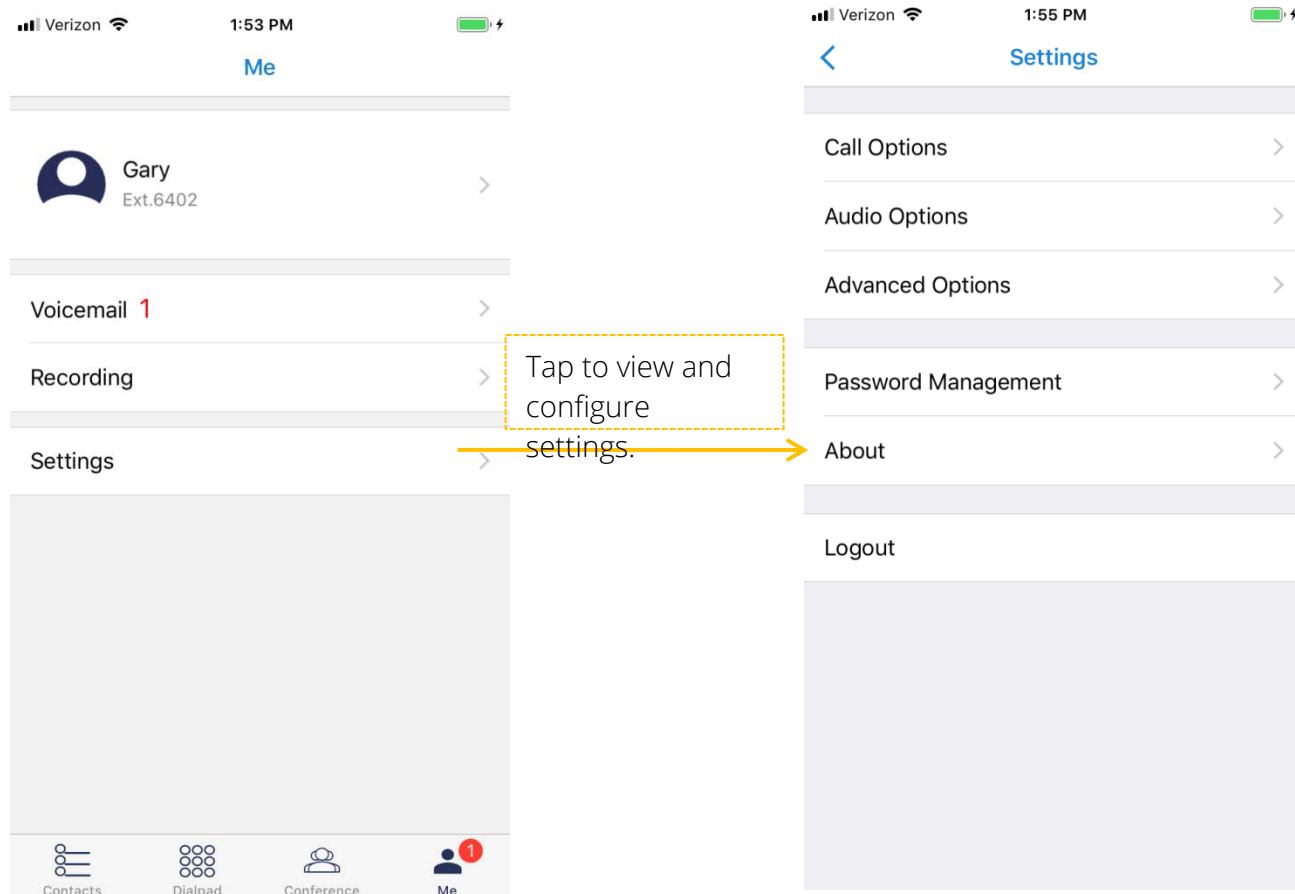 Verizon 1:53 PM
Me
Gary
Ext.6402
Voicemail 1
Recording
Settings
1
Contacts Dialpad Conference Me
Tap to view and
configure
settings.
Verizon 1:55 PM
Settings
Call Options
Audio Options
Advanced Options
Password Management
About
Logout